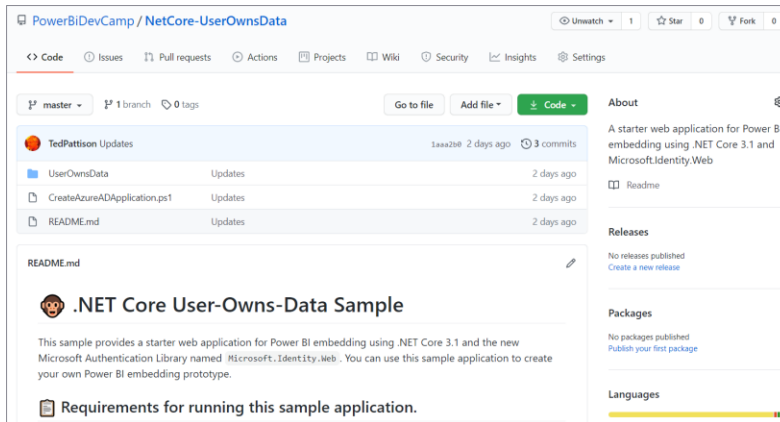 PowerBiDevCamp / NetCore-UserOwnsData
Unwatch 1 Star 0 Fork 0
Code Issues Pull requests Actions Projects Wiki Security Insights Settings
master 1 branch 0 tags Go to file Add file Code
TedPattison Updates 1aaa2b0 2 days ago 3 commits
UserOwnsData Updates 2 days ago
CreateAzureADApplication.ps1 Updates 2 days ago
README.md Updates 2 days ago
README.md
.NET Core User-Owns-Data Sample
This sample provides a starter web application for Power BI embedding using .NET Core 3.1 and the new
Microsoft Authentication Library named Microsoft.Identity.Web. You can use this sample application to create
your own Power BI embedding prototype.
Requirements for running this sample application.
About
A starter web application for Power B
embedding using .NET Core 3.1 and
Microsoft.Identity.Web
Readme
Releases
No releases published
Create a new release
Packages
No packages published
Publish your first package
Languages